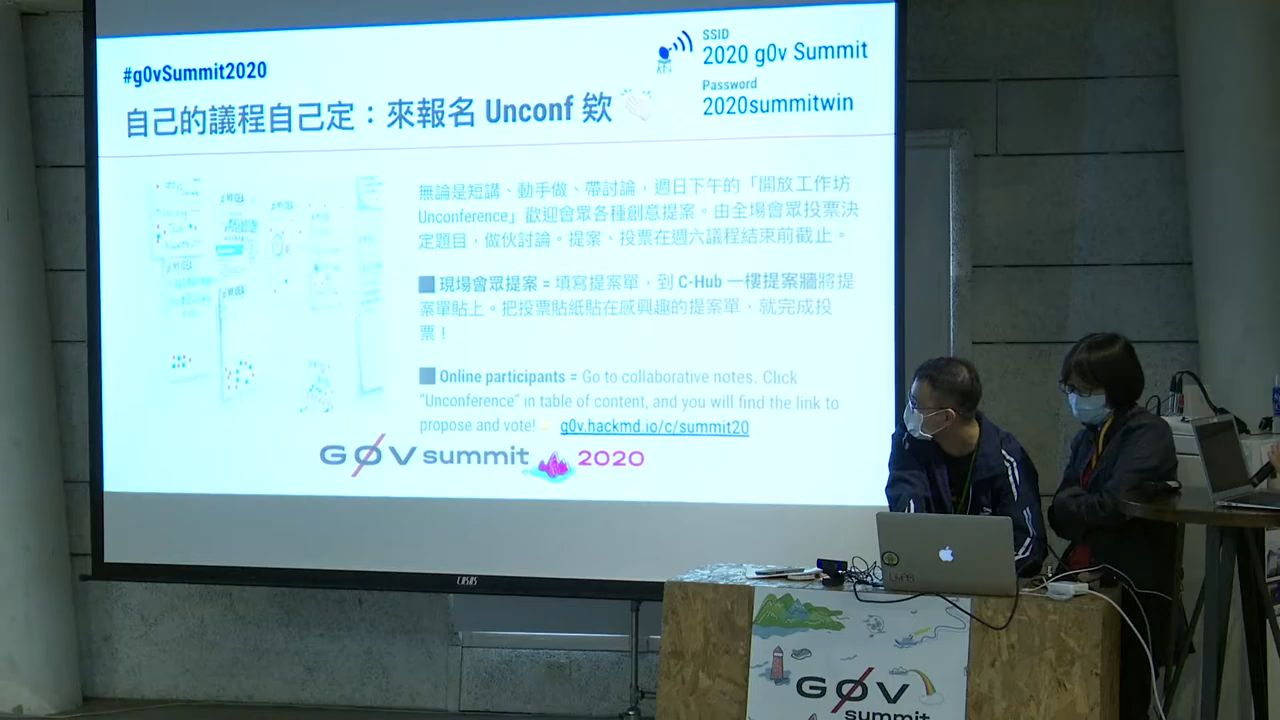 #g0vSummit2020
SSID
2020 g0v Summit
Password
2020summitwin
自己的議程自己定：來報名 Unconf 欸
無論是短講、動手做、帶討論，週日下午的「開放工作坊
Unconference」歡迎會眾各種創意提案。由全場會眾投票決
定題目，做伙討論。提案、投票在週六議程結束前截止。
現場會眾提案 = 填寫提案單，到 C-Hub 一樓提案牆將提
案單貼上。把投票貼紙貼在感興趣的提案單，就完成投
票！
Online participants = Go to collaborative notes. Click
"Unconference" in table of content, and you will find the link to
propose and vote! g0v.hackmd.io/c/summit20
GØV summit 2020
GØV
summit